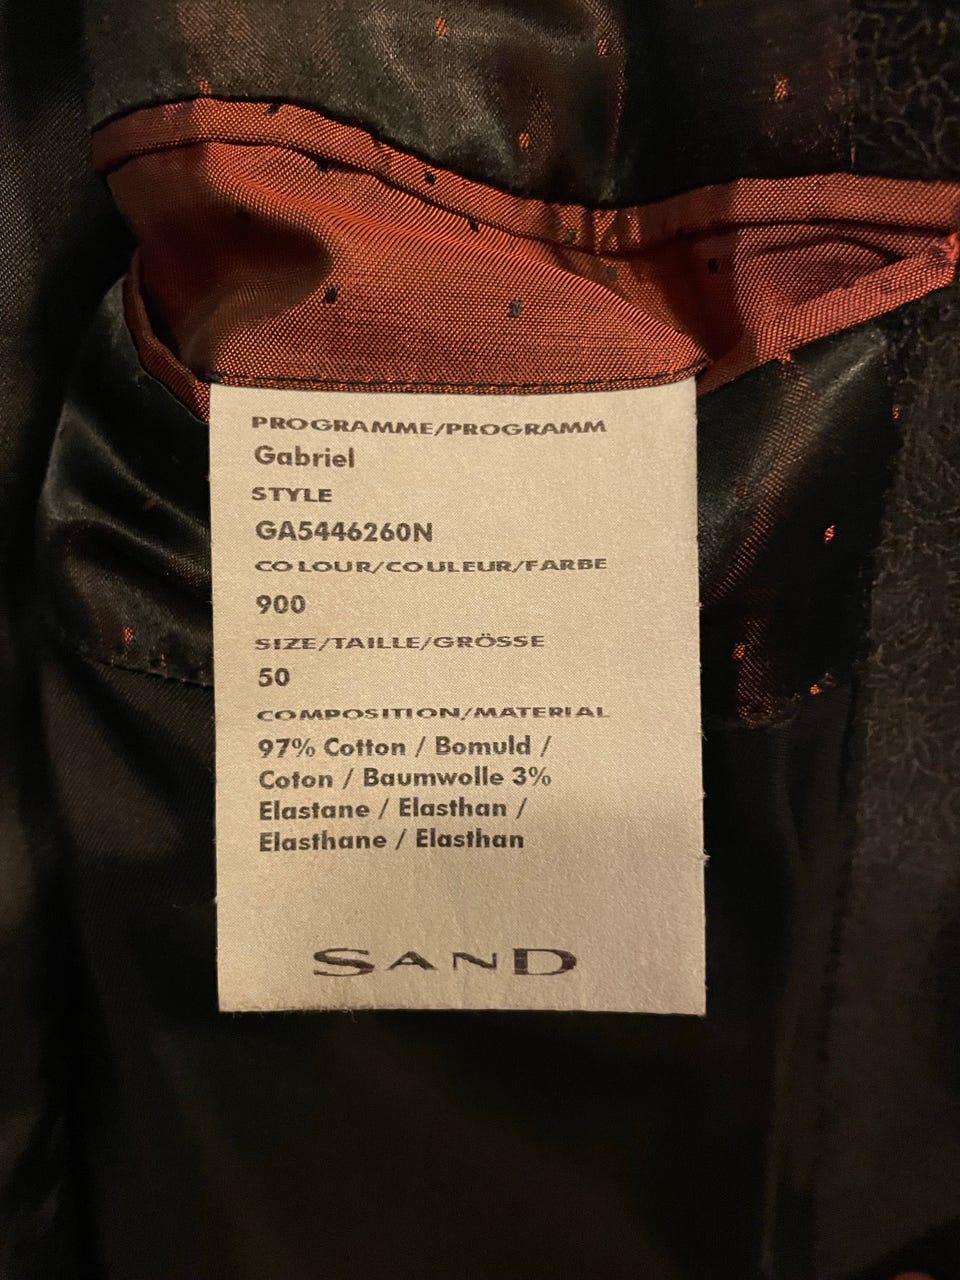 PROGRAMME/PROGRAMM
Gabriel
STYLE
GA5446260N
COLOUR/COULEUR/FARBE
900
SIZE/TAILLE/GRÖSSE
50
COMPOSITION/MATERIAL
97% Cotton / Bomuld /
Coton / Baumwolle 3%
Elastane / Elasthan /
Elasthane / Elasthan
SAND